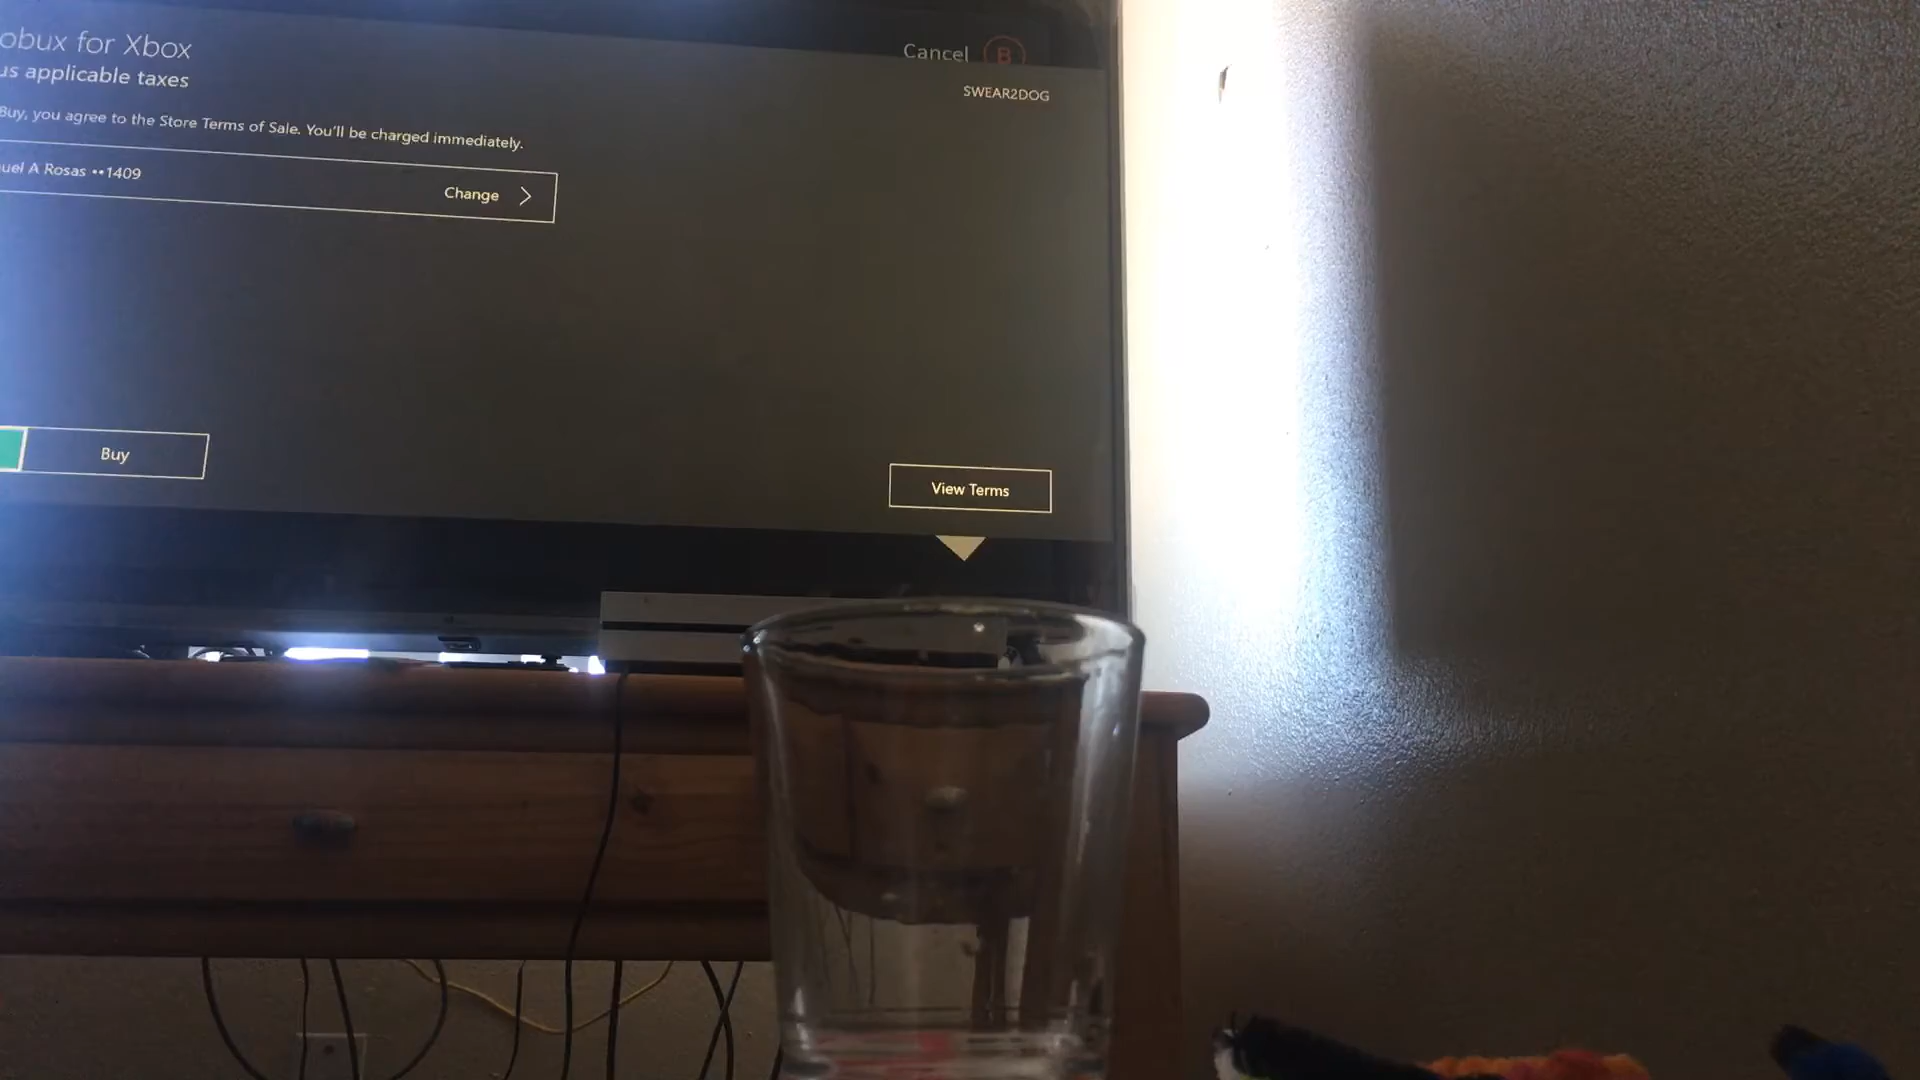 obux for Xbox
us applicable taxes
Cancel B
SWEAR2DOG
Buy, you agree to the Store Terms of Sale. You'll be charged immediately.
uel A Rosas ••1409
Change
Buy
View Terms